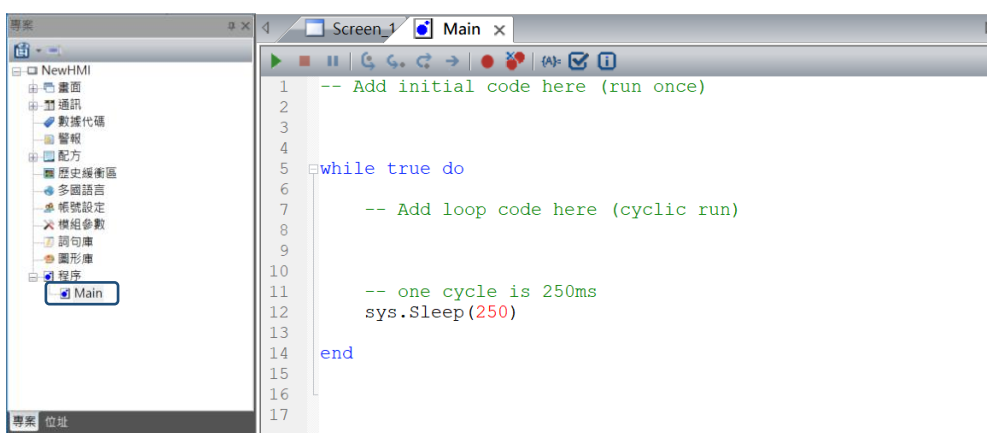 專案
NewHMI
畫面
通訊
數據代碼
警報
配方
歷史緩衝區
多國語言
帳號設定
模組參數
詞句庫
圖形庫
程序
Main
專案 位址
Screen_1 Main
1 -- Add initial code here (run once)
2
3
4
5 while true do
6
7 -- Add loop code here (cyclic run)
8
9
10
11 -- one cycle is 250ms
12 sys.Sleep(250)
13
14 end
15
16
17